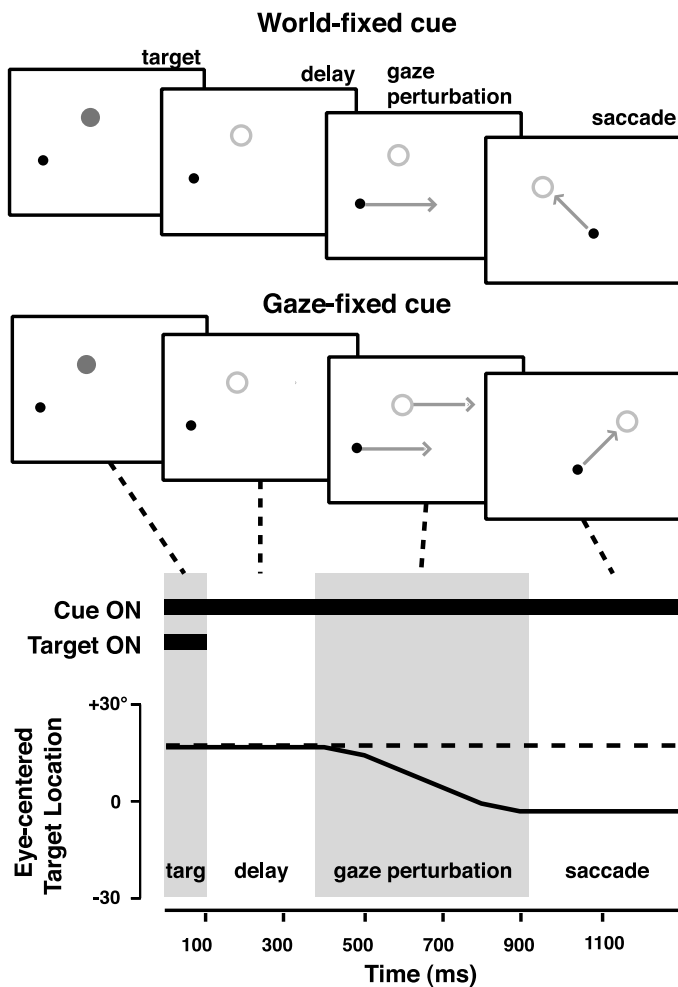 World-fixed cue
target
delay
gaze
perturbation
saccade
Gaze-fixed cue
Cue ON
Target ON
Eye-centered
Target Location
+30°
0
-30
targ
delay
gaze perturbation
saccade
100
300
500
700
900
1100
Time (ms)